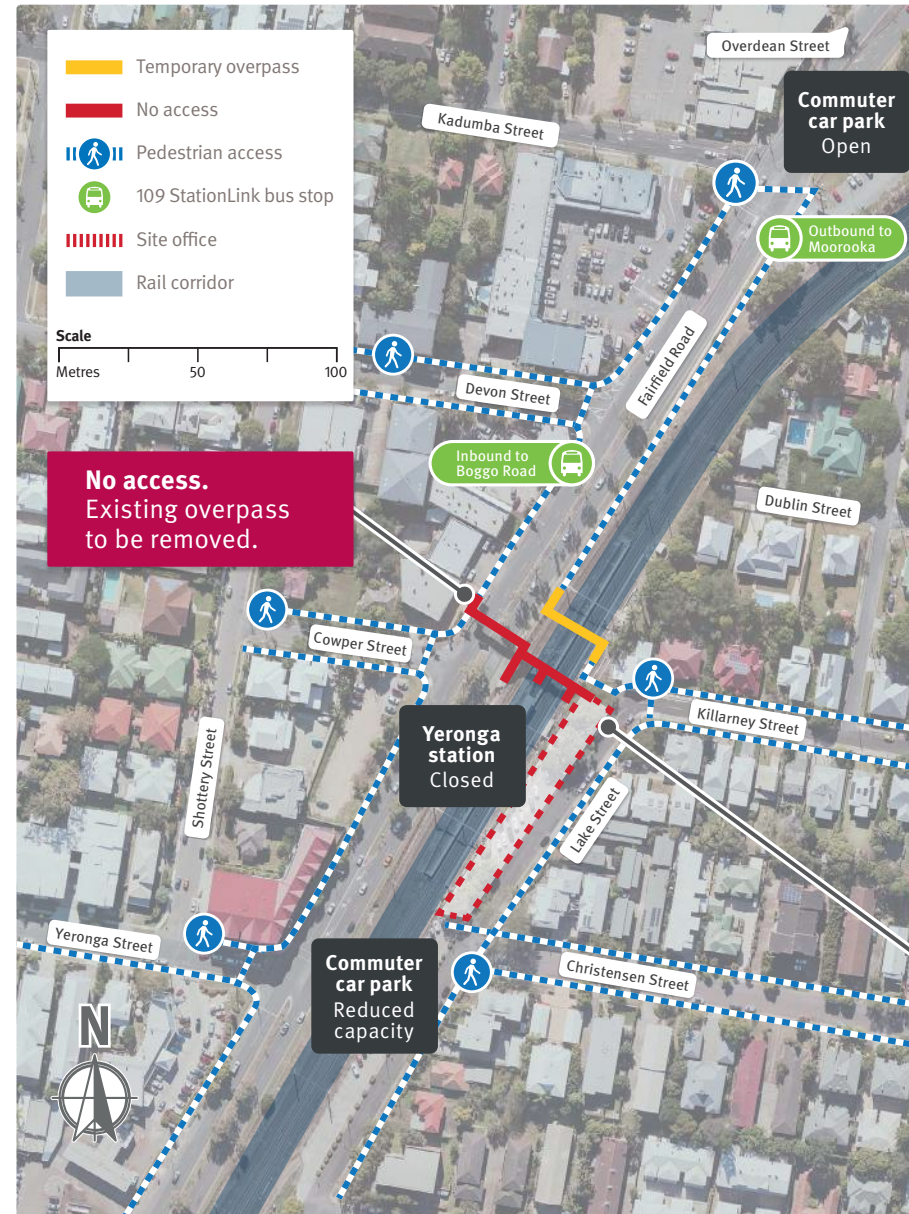 Temporary overpass
No access
Pedestrian access
109 StationLink bus stop
Site office
Rail corridor
Scale
Metres 50 100
Overdean Street
Commuter
car park
Open
Kadumba Street
Outbound to
Moorooka
Fairfield Road
Devon Street
Inbound to
Boggo Road
No access.
Existing overpass
to be removed.
Dublin Street
Cowper Street
Killarney Street
Yeronga
station
Closed
Shottery Street
Lake Street
Yeronga Street
Commuter
car park
Reduced
capacity
Christensen Street
N